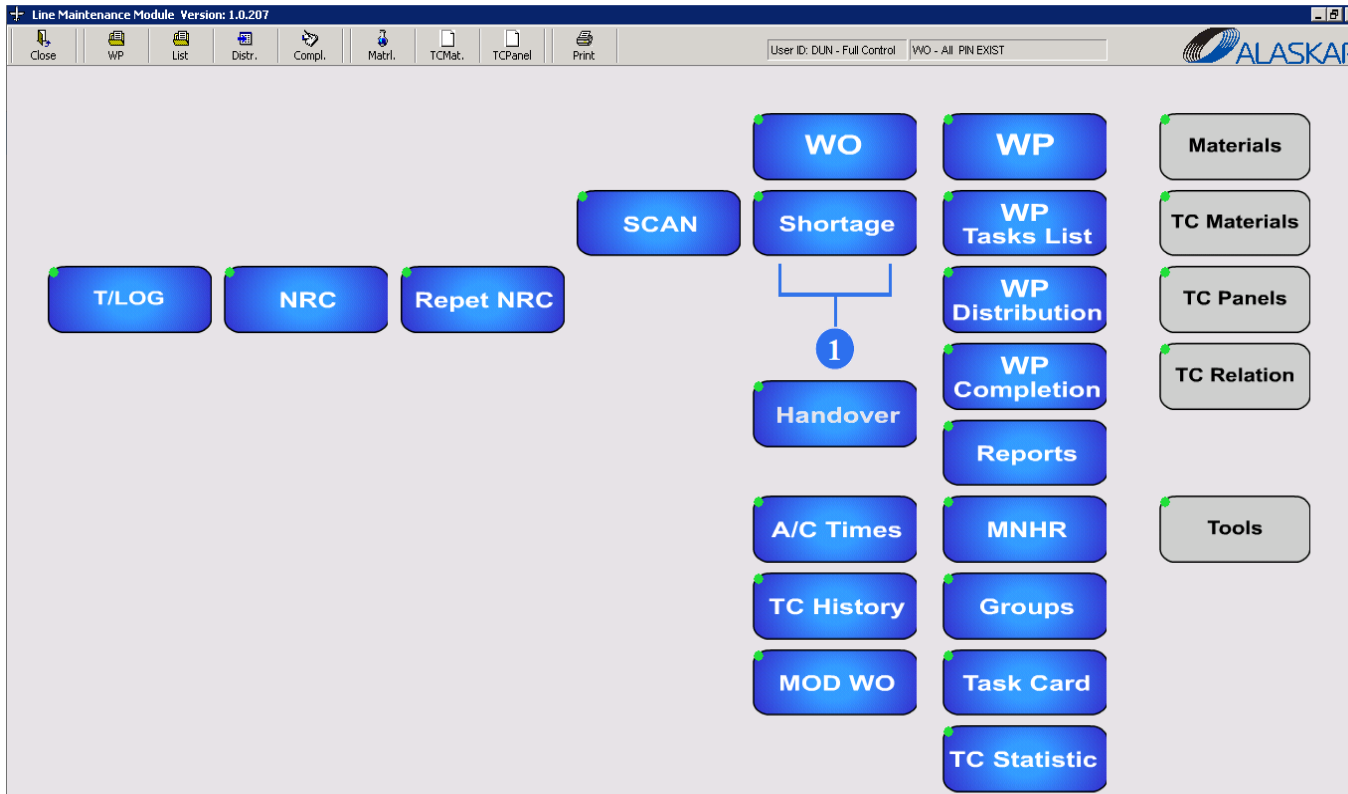 Line Maintenance Module Version: 1.0.207
Close
WP
List
Distr.
Compl.
Matrl.
TCMat.
TCPanel
Print
User ID: DUN - Full Control
WO - All PIN EXIST
ALASKAR
WO
WP
Materials
SCAN
Shortage
WP
Tasks List
TC Materials
T/LOG
NRC
Repet NRC
WP
Distribution
TC Panels
1
WP
Completion
TC Relation
Handover
Reports
A/C Times
MNHR
Tools
TC History
Groups
MOD WO
Task Card
TC Statistic